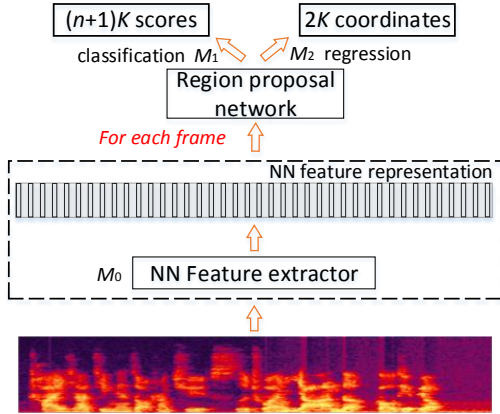 (n+1)K scores
2K coordinates
classification M1
M2 regression
Region proposal
network
For each frame
NN feature representation
M0
NN Feature extractor